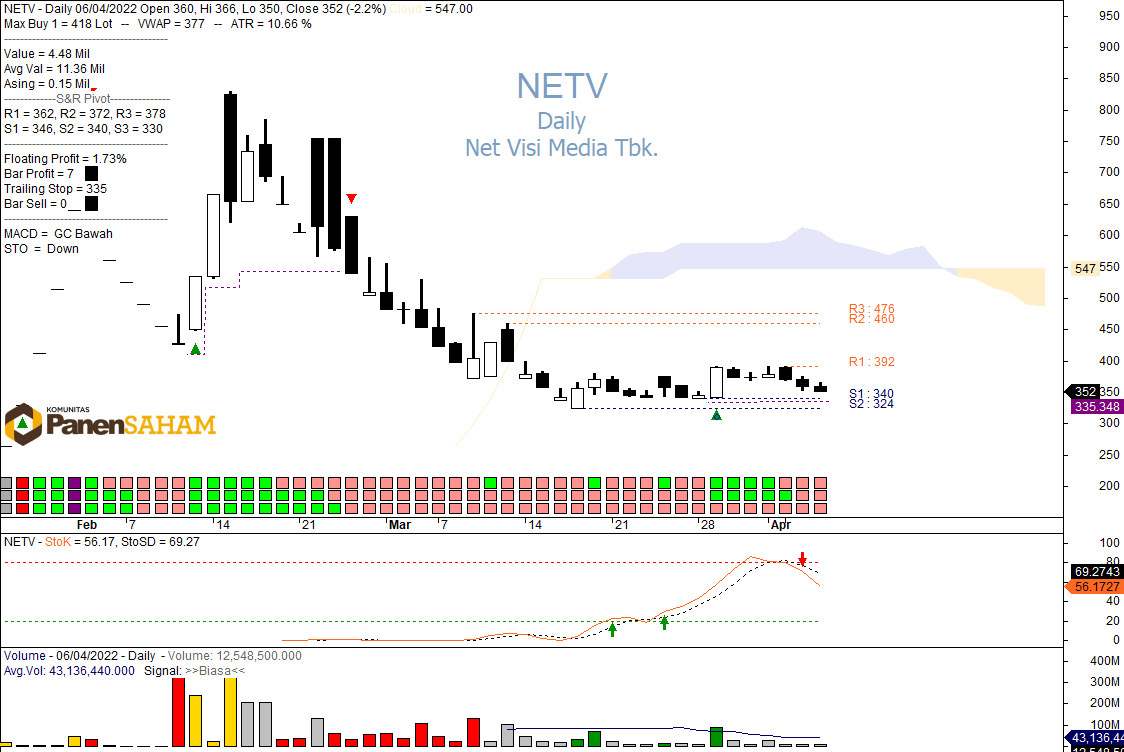 NETV - Daily 06/04/2022 Open 360, Hi 366, Lo 350, Close 352 (-2.2%) Cloud = 547.00
Max Buy 1 = 418 Lot -- VWAP = 377 -- ATR = 10.66 %
Value = 4.48 Mil
Avg Val = 11.36 Mil
Asing = 0.15 Mil
S&R Pivot
R1 = 362, R2 = 372, R3 = 378
S1 = 346, S2 = 340, S3 = 330
Floating Profit = 1.73%
Bar Profit = 7
Trailing Stop = 335
Bar Sell = 0
MACD = GC Bawah
STO = Down
NETV
Daily
Net Visi Media Tbk.
950
900
850
800
750
700
650
600
547 550
500
450
400
352 350
335.348
300
250
200
R3 : 476
R2 : 460
R1 : 392
S1 : 340
S2 : 324
KOMUNITAS
PanenSAHAM
Feb 7 14 21 Mar 7 14 21 28 Apr
NETV - StoK = 56.17, StoSD = 69.27
100
80
69.2743
56.1727
40
20
0
Volume - 06/04/2022 - Daily - Volume: 12,548,500.000
Avg.Vol: 43,136,440.000 Signal: >>Biasa<<
400M
300M
200M
100M